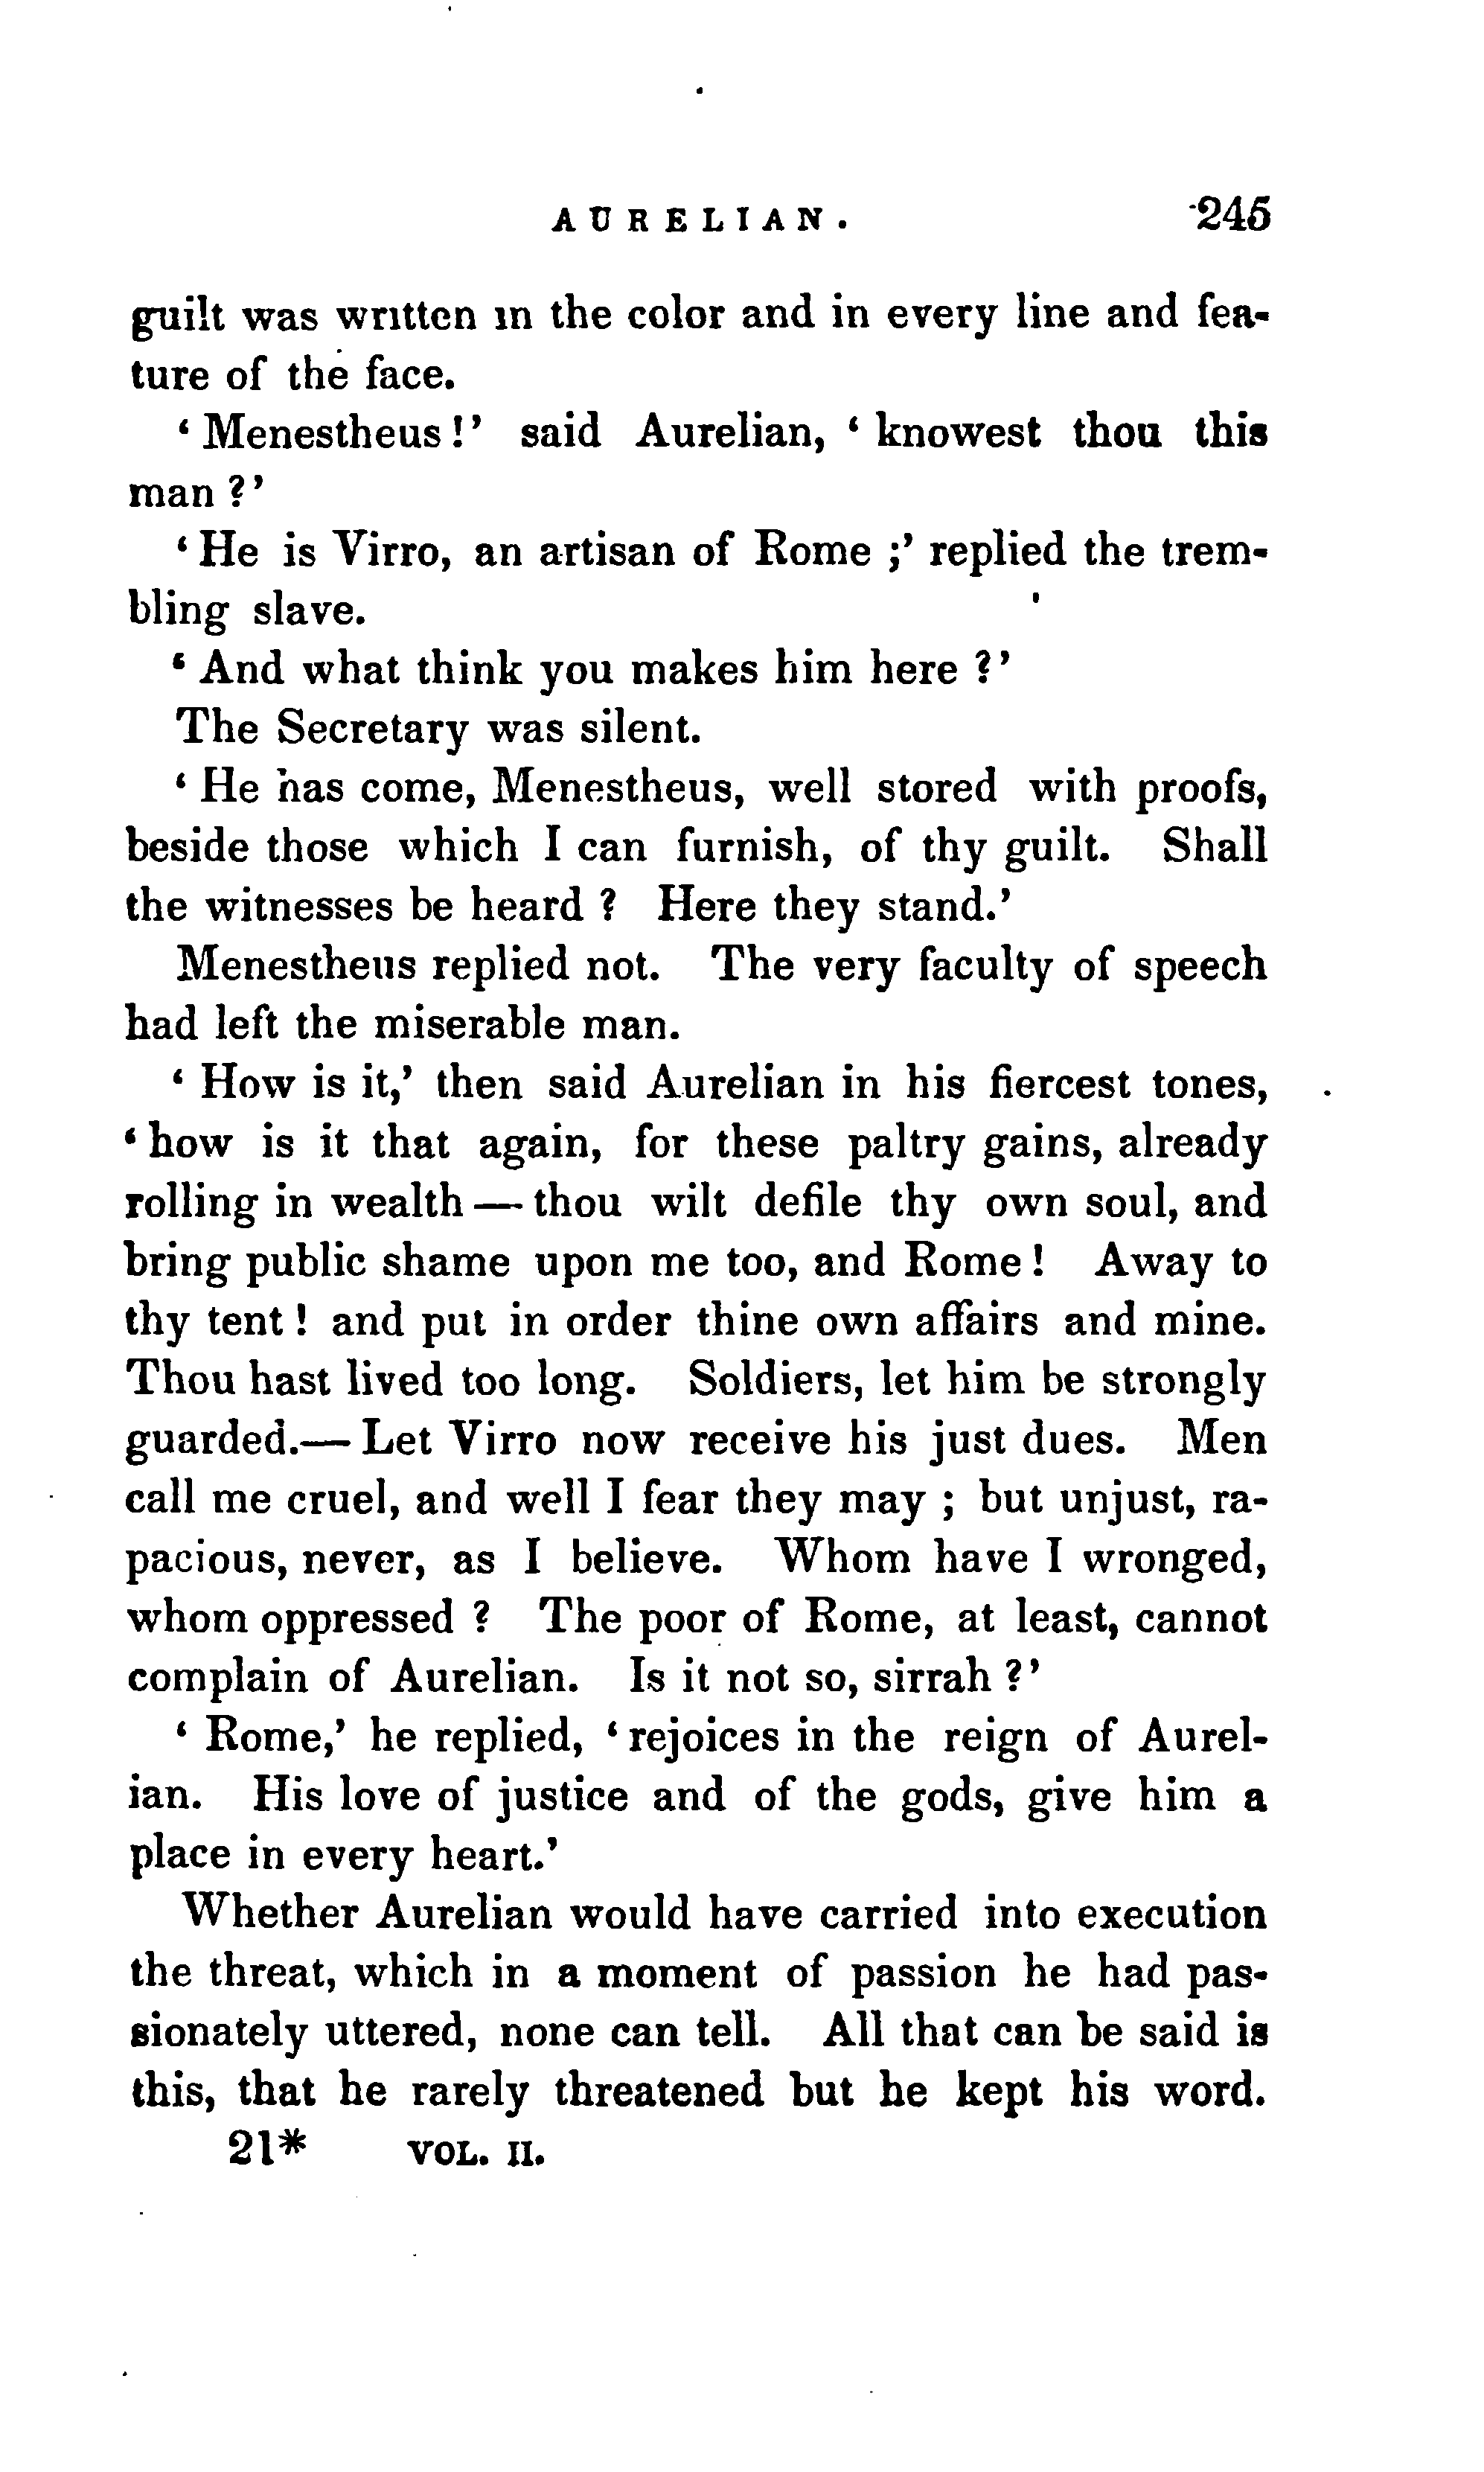 AURELIAN. 245
guilt was written in the color and in every line and fea-
ture of the face.
‘ Menestheus !’ said Aurelian, ‘ knowest thou this
man ?’
‘ He is Virro, an artisan of Rome ;’ replied the trem-
bling slave.
‘ And what think you makes him here ?’
The Secretary was silent.
‘ He has come, Menestheus, well stored with proofs,
beside those which I can furnish, of thy guilt. Shall
the witnesses be heard ? Here they stand.’
Menestheus replied not. The very faculty of speech
had left the miserable man.
‘ How is it,’ then said Aurelian in his fiercest tones,
‘ how is it that again, for these paltry gains, already
rolling in wealth — thou wilt defile thy own soul, and
bring public shame upon me too, and Rome ! Away to
thy tent ! and put in order thine own affairs and mine.
Thou hast lived too long. Soldiers, let him be strongly
guarded.— Let Virro now receive his just dues. Men
call me cruel, and well I fear they may ; but unjust, ra-
pacious, never, as I believe. Whom have I wronged,
whom oppressed ? The poor of Rome, at least, cannot
complain of Aurelian. Is it not so, sirrah ?’
‘ Rome,’ he replied, ‘ rejoices in the reign of Aurel-
ian. His love of justice and of the gods, give him a
place in every heart.’
Whether Aurelian would have carried into execution
the threat, which in a moment of passion he had pas-
sionately uttered, none can tell. All that can be said is
this, that he rarely threatened but he kept his word.
21* VOL. II.